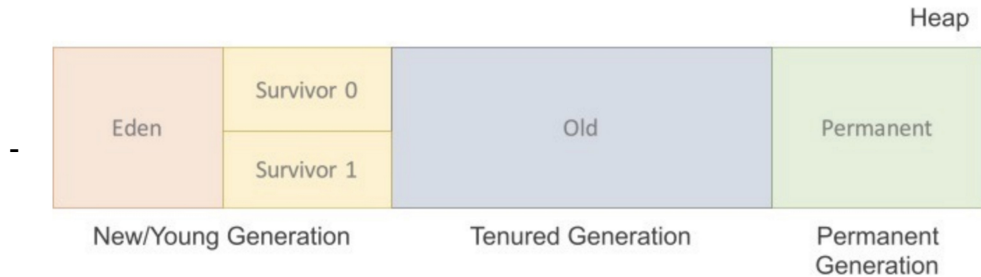 Heap
Eden
Survivor 0
Survivor 1
Old
Permanent
New/Young Generation
Tenured Generation
Permanent
Generation